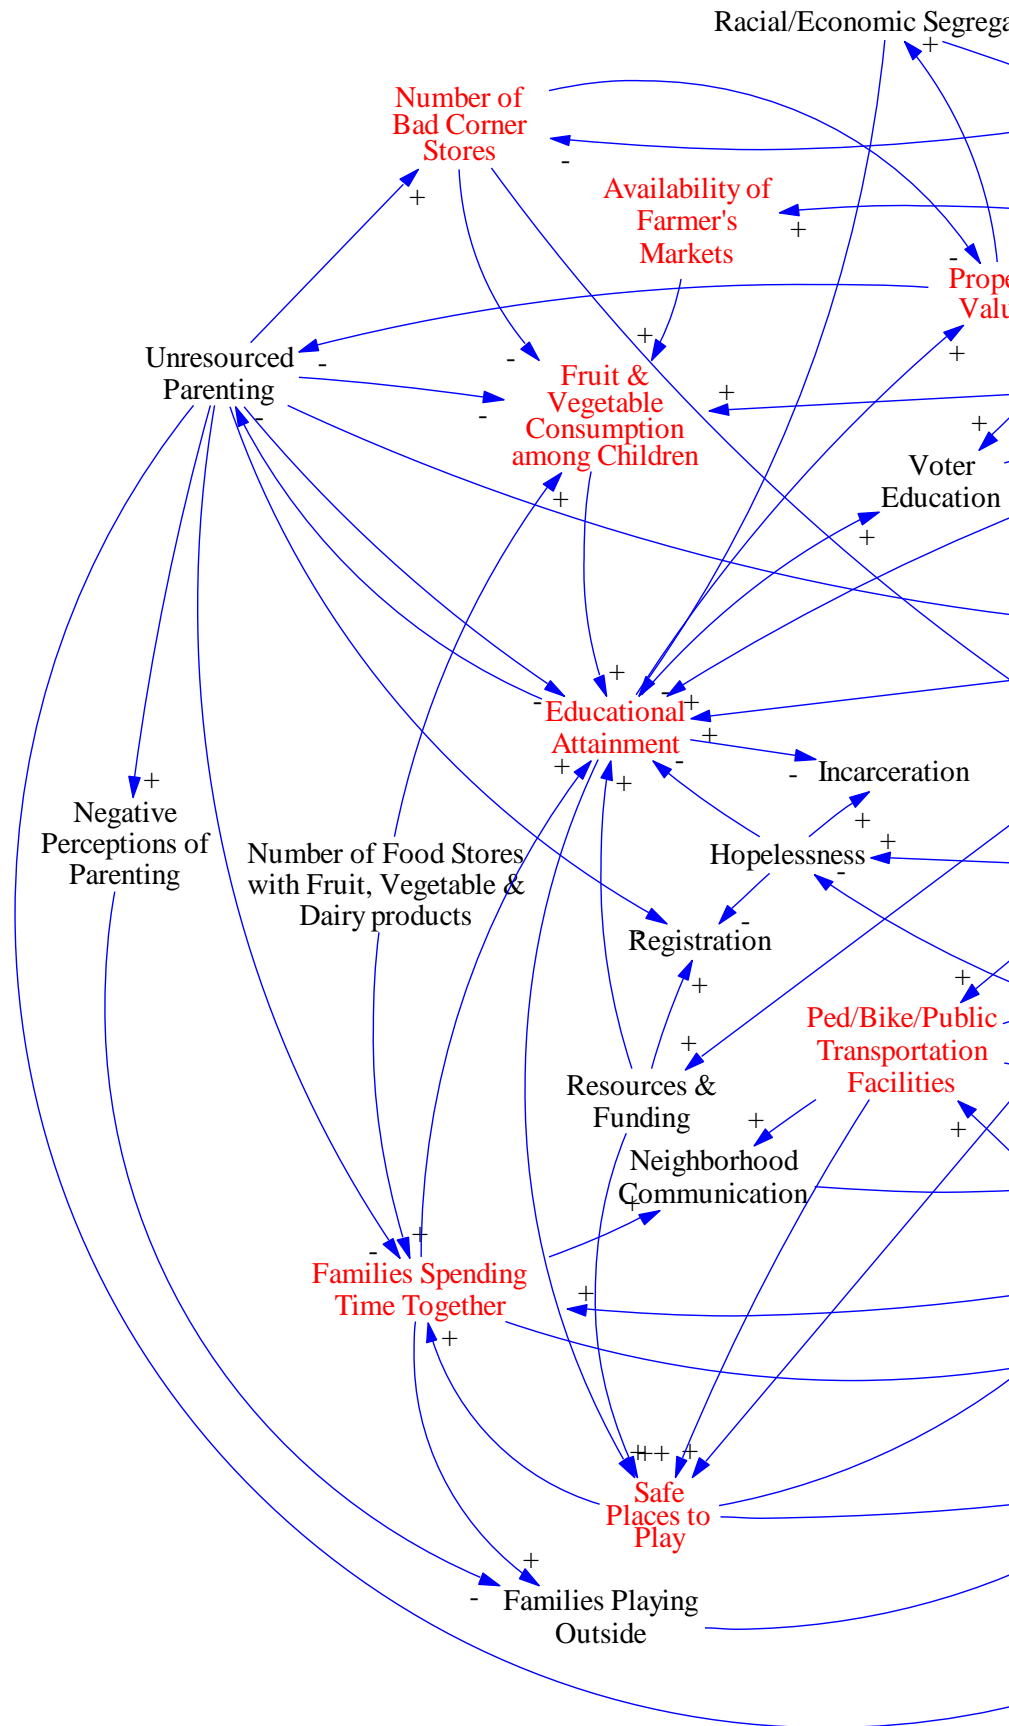 Racial/Economic Segrega
Number of
Bad Corner
Stores
Availability of
Farmer's
Markets
Prope
Valu
Unresourced
Parenting
Fruit &
Vegetable
Consumption
among Children
Voter
Education
Educational
Attainment
Incarceration
Negative
Perceptions of
Parenting
Number of Food Stores
with Fruit, Vegetable &
Dairy products
Hopelessness
Registration
Ped/Bike/Public
Transportation
Facilities
Resources &
Funding
Neighborhood
Communication
Families Spending
Time Together
Safe
Places to
Play
Families Playing
Outside